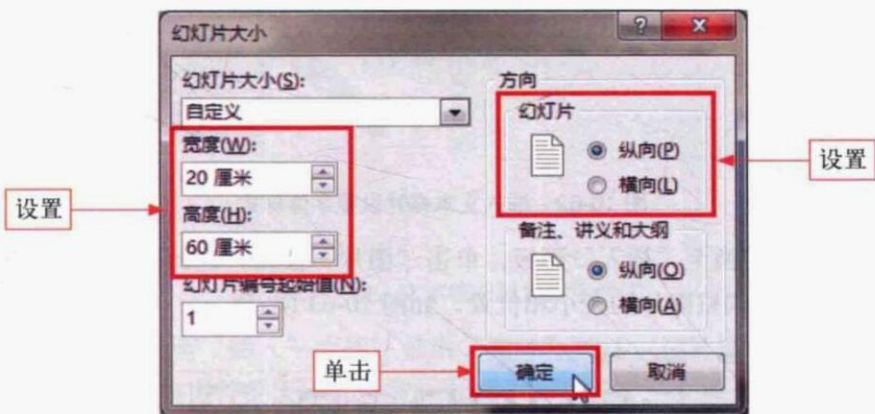 幻灯片大小
幻灯片大小(S):
自定义
宽度(W):
20 厘米
高度(H):
60 厘米
幻灯片编号起始值(N):
1
方向
幻灯片
纵向(P)
横向(L)
备注、讲义和大纲
纵向(O)
横向(A)
确定
取消
设置
设置
单击